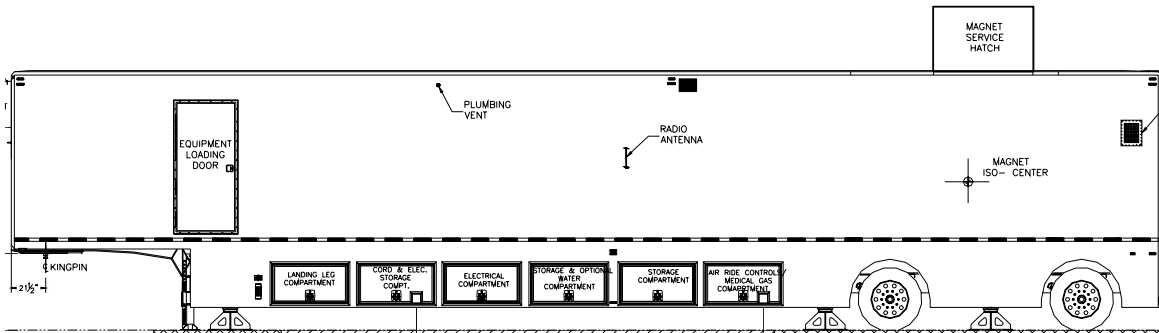 MAGNET
SERVICE
HATCH
PLUMBING
VENT
EQUIPMENT
LOADING
DOOR
RADIO
ANTENNA
MAGNET
ISO- CENTER
℄ KINGPIN
21½"
LANDING LEG
COMPARTMENT
CORD & ELEC.
STORAGE
COMPT.
ELECTRICAL
COMPARTMENT
STORAGE & OPTIONAL
WATER
COMPARTMENT
STORAGE
COMPARTMENT
AIR RIDE CONTROLS/
MEDICAL GAS
COMPARTMENT